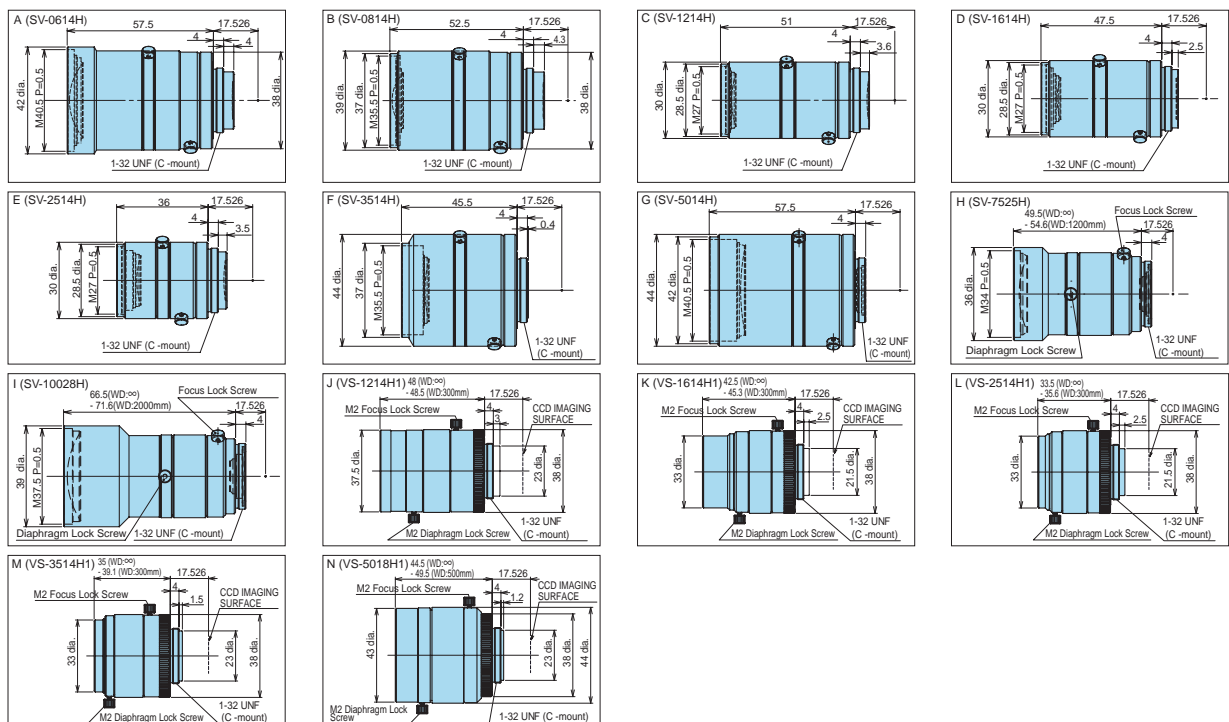 A (SV-0614H)
57.5
17.526
4
4
42 dia.
M40.5 P=0.5
38 dia.
1-32 UNF (C -mount)
B (SV-0814H)
52.5
17.526
4
4.3
39 dia.
37 dia.
M35.5 P=0.5
38 dia.
1-32 UNF (C -mount)
C (SV-1214H)
51
17.526
4
3.6
30 dia.
28.5 dia.
M27 P=0.5
1-32 UNF (C -mount)
D (SV-1614H)
47.5
17.526
4
2.5
30 dia.
28.5 dia.
M27 P=0.5
1-32 UNF (C -mount)
E (SV-2514H)
36
17.526
4
3.5
30 dia.
28.5 dia.
M27 P=0.5
1-32 UNF (C -mount)
F (SV-3514H)
45.5
17.526
4
0.4
44 dia.
37 dia.
M35.5 P=0.5
1-32 UNF
(C -mount)
G (SV-5014H)
57.5
17.526
4
44 dia.
42 dia.
M40.5 P=0.5
1-32 UNF
(C -mount)
H (SV-7525H)
49.5(WD:∞)
- 54.6(WD:1200mm)
Focus Lock Screw
17.526
4
36 dia.
M34 P=0.5
Diaphragm Lock Screw
1-32 UNF
(C -mount)
I (SV-10028H)
66.5(WD:∞)
- 71.6(WD:2000mm)
Focus Lock Screw
17.526
4
39 dia.
M37.5 P=0.5
Diaphragm Lock Screw
1-32 UNF (C -mount)
J (VS-1214H1) 48 (WD:∞)
- 48.5 (WD:300mm)
17.526
M2 Focus Lock Screw
4
3
CCD IMAGING
SURFACE
37.5 dia.
23 dia.
38 dia.
M2 Diaphragm Lock Screw
1-32 UNF
(C -mount)
K (VS-1614H1) 42.5 (WD:∞)
- 45.3 (WD:300mm)
17.526
M2 Focus Lock Screw
4
2.5
CCD IMAGING
SURFACE
33 dia.
21.5 dia.
38 dia.
M2 Diaphragm Lock Screw
1-32 UNF
(C -mount)
L (VS-2514H1) 33.5 (WD:∞)
- 35.6 (WD:300mm)
17.526
M2 Focus Lock Screw
4
2.5
CCD IMAGING
SURFACE
33 dia.
21.5 dia.
38 dia.
M2 Diaphragm Lock Screw
1-32 UNF
(C -mount)
M (VS-3514H1) 35 (WD:∞)
- 39.1 (WD:300mm)
17.526
M2 Focus Lock Screw
4
1.5
CCD IMAGING
SURFACE
33 dia.
23 dia.
38 dia.
M2 Diaphragm Lock Screw
1-32 UNF
(C -mount)
N (VS-5018H1) 44.5 (WD:∞)
- 49.5 (WD:500mm)
17.526
M2 Focus Lock Screw
4
1.2
CCD IMAGING
SURFACE
43 dia.
23 dia.
38 dia.
44 dia.
M2 Diaphragm Lock
Screw
1-32 UNF (C -mount)